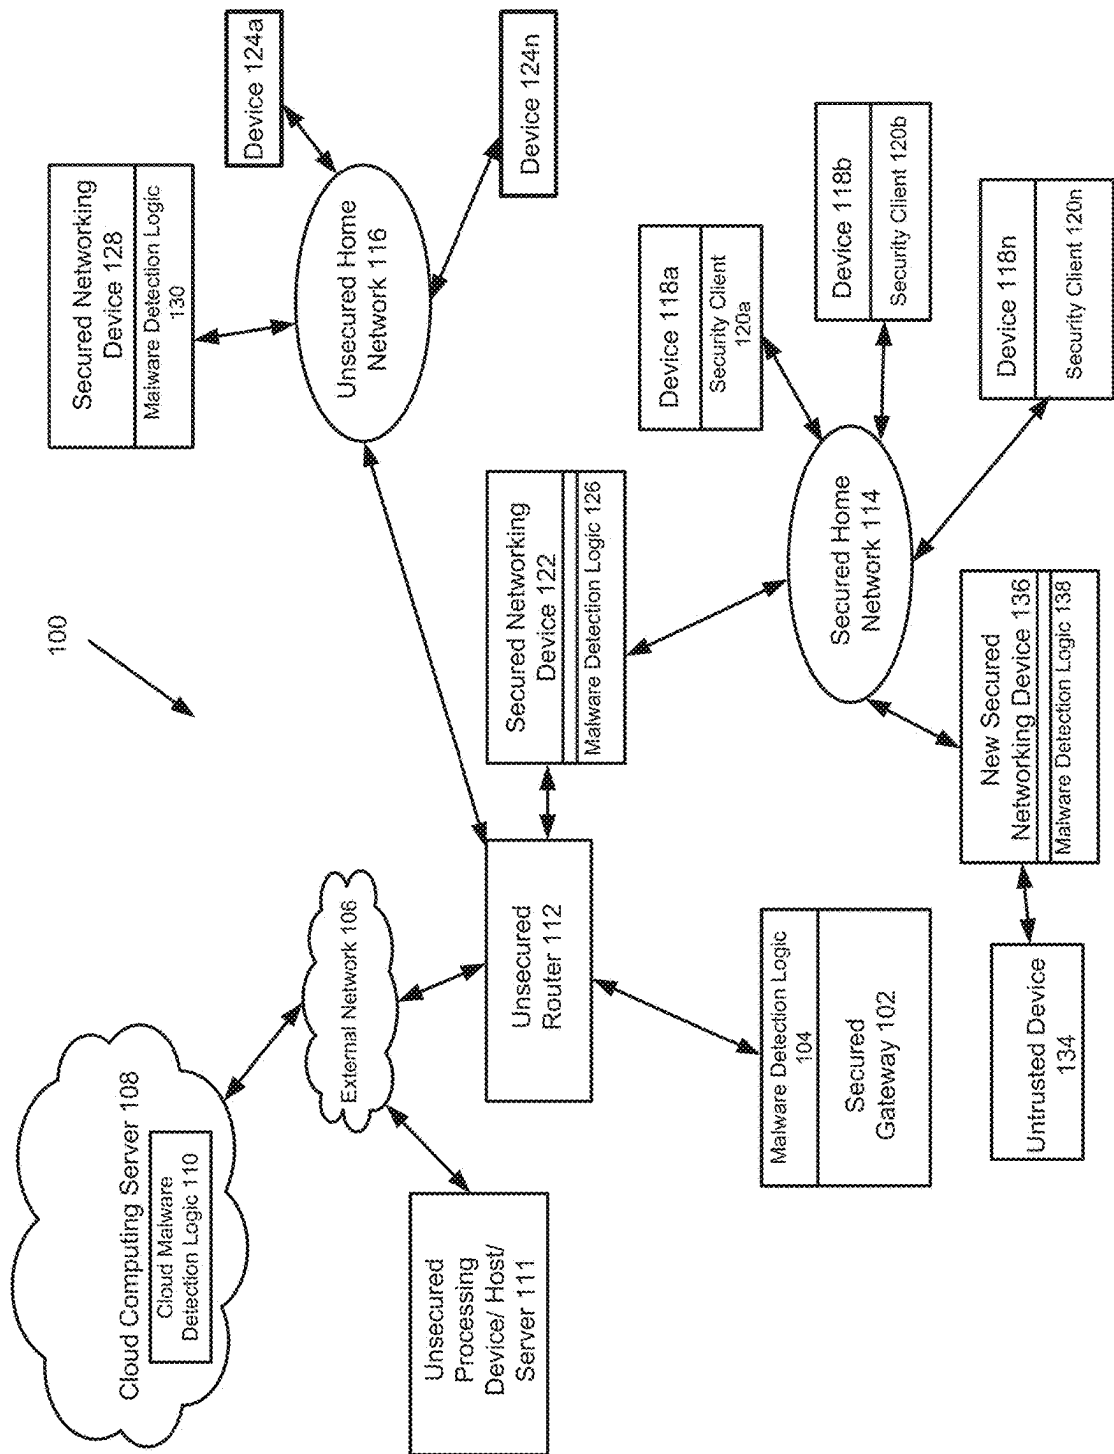 100
Cloud Computing Server 108
Cloud Malware
Detection Logic 110
External Network 106
Unsecured
Processing
Device/ Host/
Server 111
Unsecured
Router 112
Malware Detection Logic
104
Secured
Gateway 102
Secured Networking
Device 128
Malware Detection Logic
130
Device 124a
Unsecured Home
Network 116
Device 124n
Secured Networking
Device 122
Malware Detection Logic 126
Device 118a
Security Client
120a
Device 118b
Security Client 120b
Secured Home
Network 114
Device 118n
Security Client 120n
New Secured
Networking Device 136
Malware Detection Logic 138
Untrusted Device
134